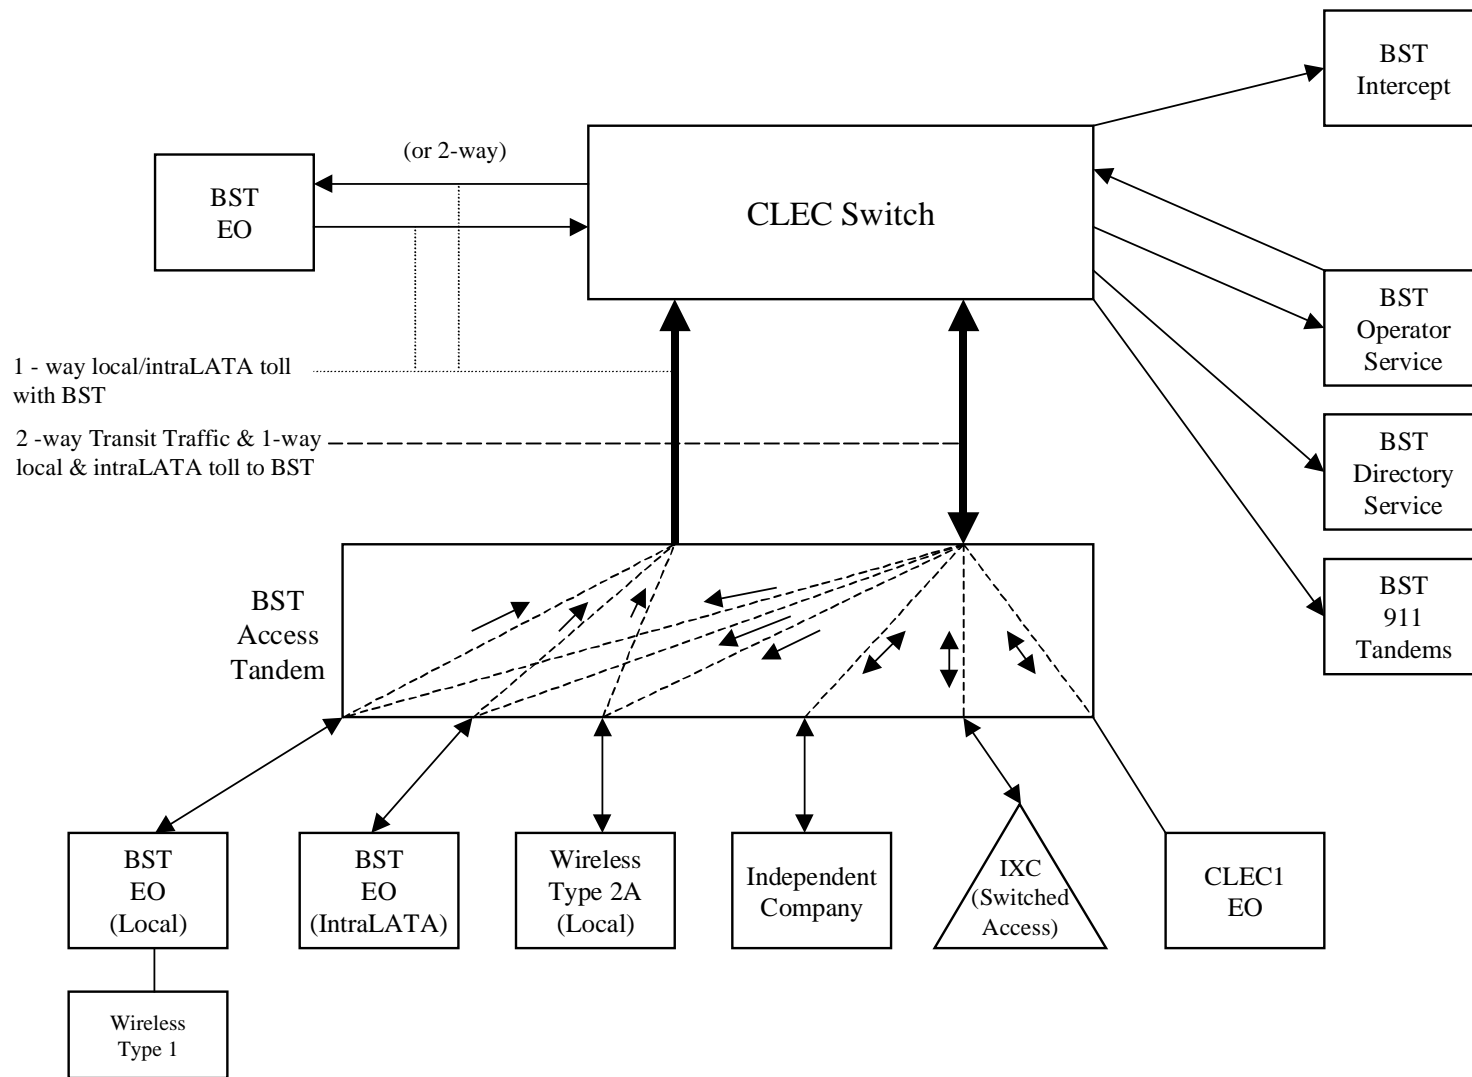 BST
Intercept
(or 2-way)
BST
EO
CLEC Switch
BST
Operator
Service
1 - way local/intraLATA toll
with BST
2 -way Transit Traffic & 1-way
local & intraLATA toll to BST
BST
Directory
Service
BST
911
Tandems
BST
Access
Tandem
BST
EO
(Local)
BST
EO
(IntraLATA)
Wireless
Type 2A
(Local)
Independent
Company
IXC
(Switched
Access)
CLEC1
EO
Wireless
Type 1